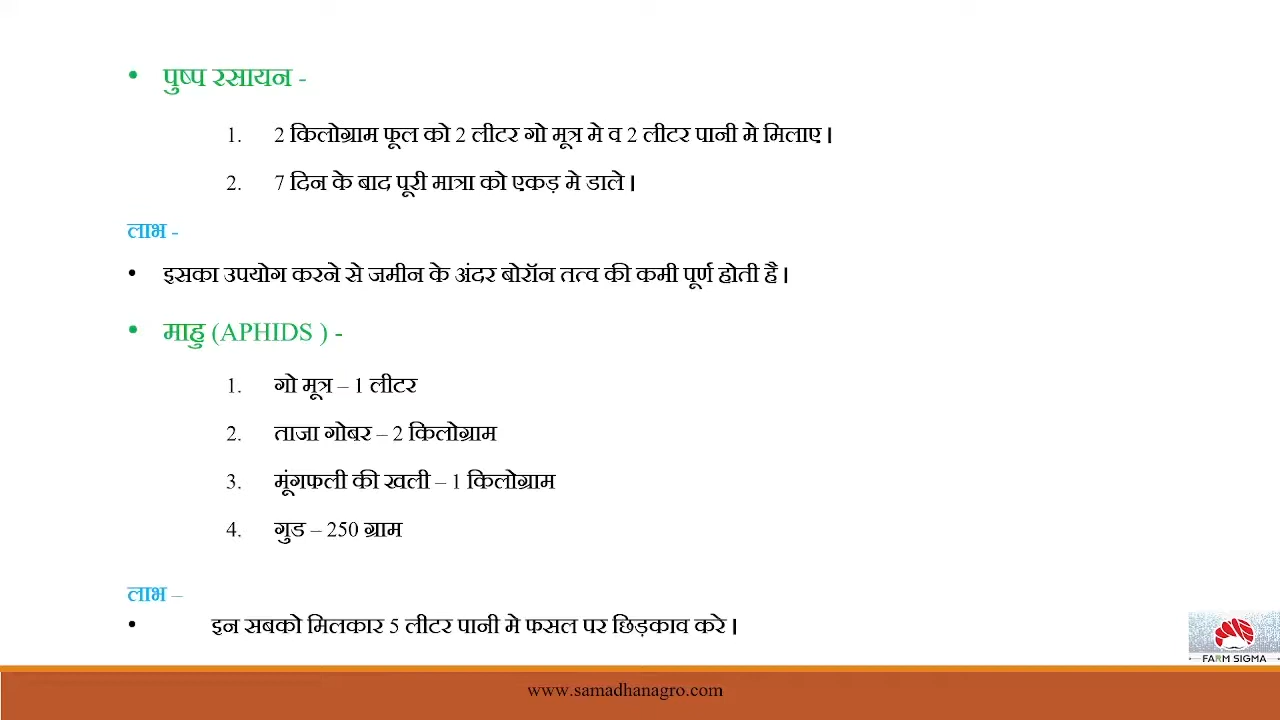 • पुष्प रसायन -
1. 2 किलोग्राम फूल को 2 लीटर गो मूत्र मे व 2 लीटर पानी मे मिलाए।
2. 7 दिन के बाद पूरी मात्रा को एकड़ मे डाले।
लाभ -
• इसका उपयोग करने से जमीन के अंदर बोरॉन तत्व की कमी पूर्ण होती है।
• माहु (APHIDS ) -
1. गो मूत्र – 1 लीटर
2. ताजा गोबर – 2 किलोग्राम
3. मूंगफली की खली – 1 किलोग्राम
4. गुड – 250 ग्राम
लाभ –
• इन सबको मिलकार 5 लीटर पानी मे फसल पर छिड़काव करे।
FARM SIGMA
www.samadhanagro.com